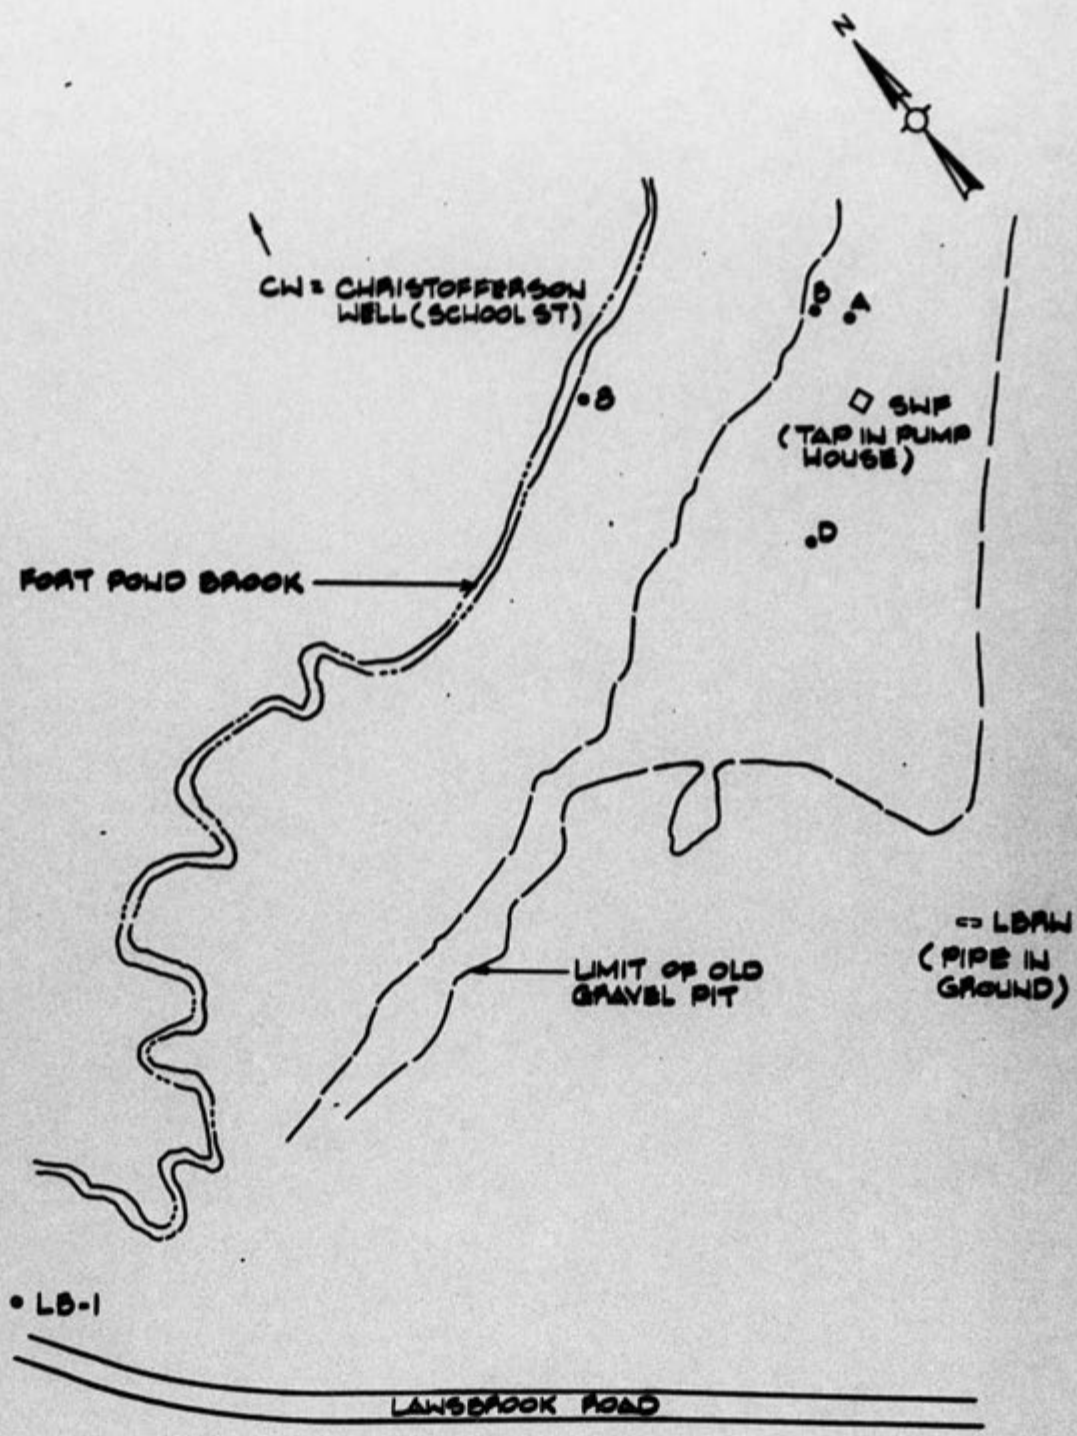 N
CW = CHRISTOFFERSON
WELL (SCHOOL ST)
B
A
8
SWF
(TAP IN PUMP
HOUSE)
D
FORT POND BROOK
LBRW
(PIPE IN
GROUND)
LIMIT OF OLD
GRAVEL PIT
LB-1
LAWSBROOK ROAD